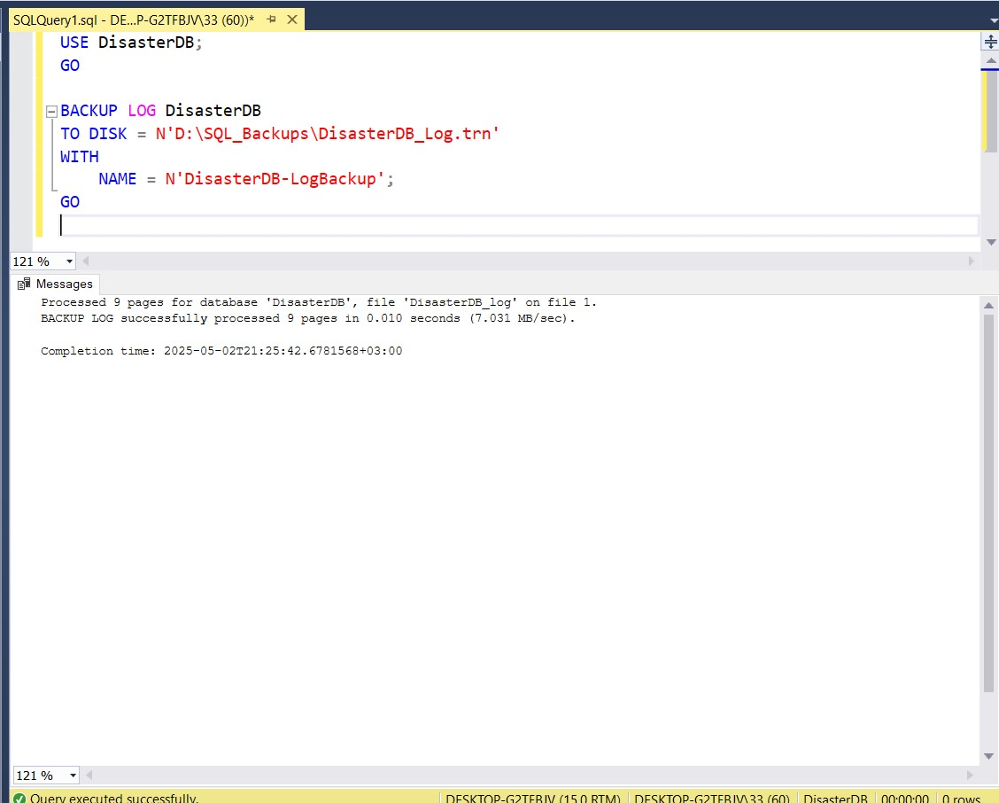 SQLQuery1.sql - DE...P-G2TFBJV\33 (60))*
USE DisasterDB;
GO
BACKUP LOG DisasterDB
TO DISK = N'D:\SQL_Backups\DisasterDB_Log.trn'
WITH
NAME = N'DisasterDB-LogBackup';
GO
121 %
Messages
Processed 9 pages for database 'DisasterDB', file 'DisasterDB_log' on file 1.
BACKUP LOG successfully processed 9 pages in 0.010 seconds (7.031 MB/sec).
Completion time: 2025-05-02T21:25:42.6781568+03:00
121 %
Query executed successfully. DESKTOP-G2TFBJV (15.0 RTM) DESKTOP-G2TFBJV\33 (60) DisasterDB 00:00:00 0 rows